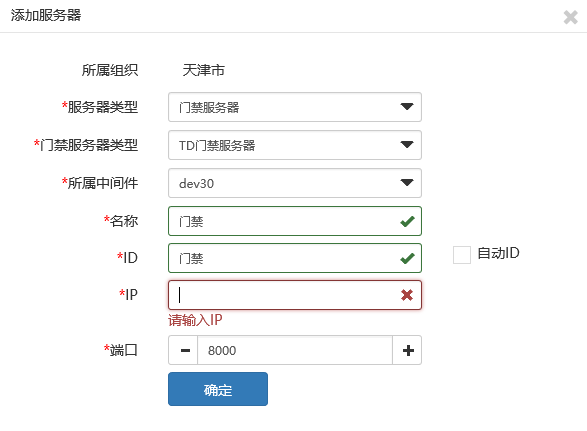 添加服务器
所属组织 天津市
*服务器类型 门禁服务器
*门禁服务器类型 TD门禁服务器
*所属中间件 dev30
*名称 门禁
*ID 门禁 自动ID
*IP
请输入IP
*端口 8000
确定